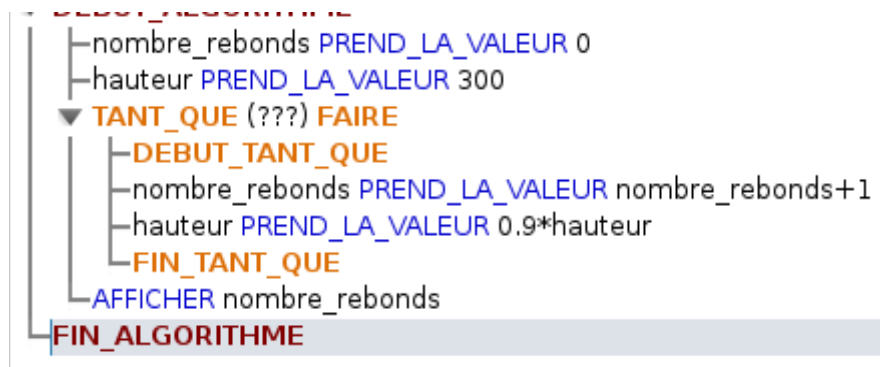 DEBUT_ALGORITHME
nombre_rebonds PREND_LA_VALEUR 0
hauteur PREND_LA_VALEUR 300
TANT_QUE (???) FAIRE
DEBUT_TANT_QUE
nombre_rebonds PREND_LA_VALEUR nombre_rebonds+1
hauteur PREND_LA_VALEUR 0.9*hauteur
FIN_TANT_QUE
AFFICHER nombre_rebonds
FIN_ALGORITHME